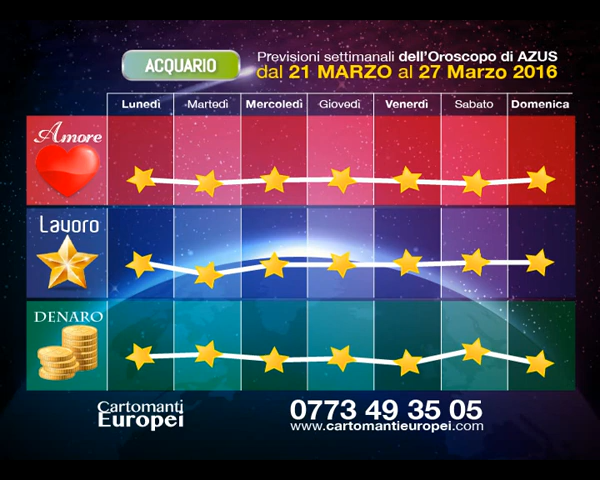 ACQUARIO
Previsioni settimanali dell'Oroscopo di AZUS
dal 21 MARZO al 27 Marzo 2016
Lunedì Martedì Mercoledì Giovedì Venerdì Sabato Domenica
Amore
Lavoro
DENARO
Cartomanti
Europei
0773 49 35 05
www.cartomantieuropei.com